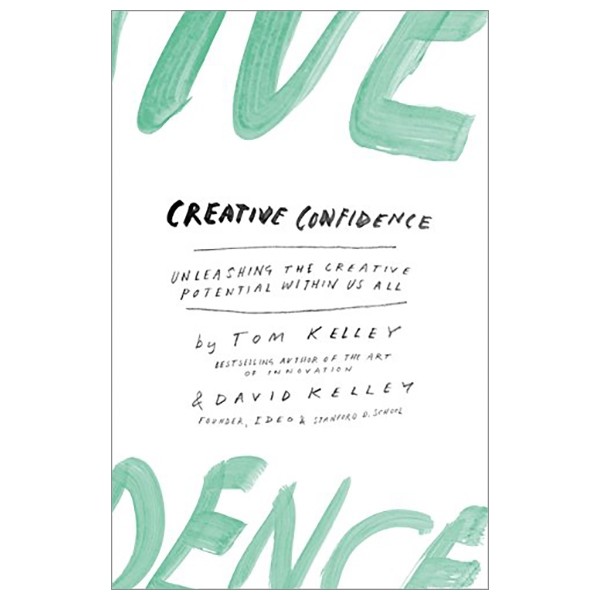 IVE
CREATIVE CONFIDENCE
UNLEASHING THE CREATIVE
POTENTIAL WITHIN US ALL
by TOM KELLEY
BESTSELLING AUTHOR OF THE ART
OF INNOVATION
& DAVID KELLEY
FOUNDER, IDEO & STANFORD D. SCHOOL
DENCE